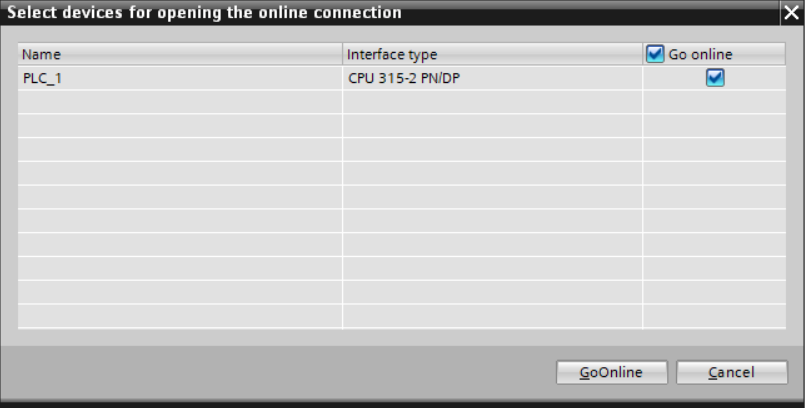 Select devices for opening the online connection
Name Interface type Go online
PLC_1 CPU 315-2 PN/DP
GoOnline Cancel